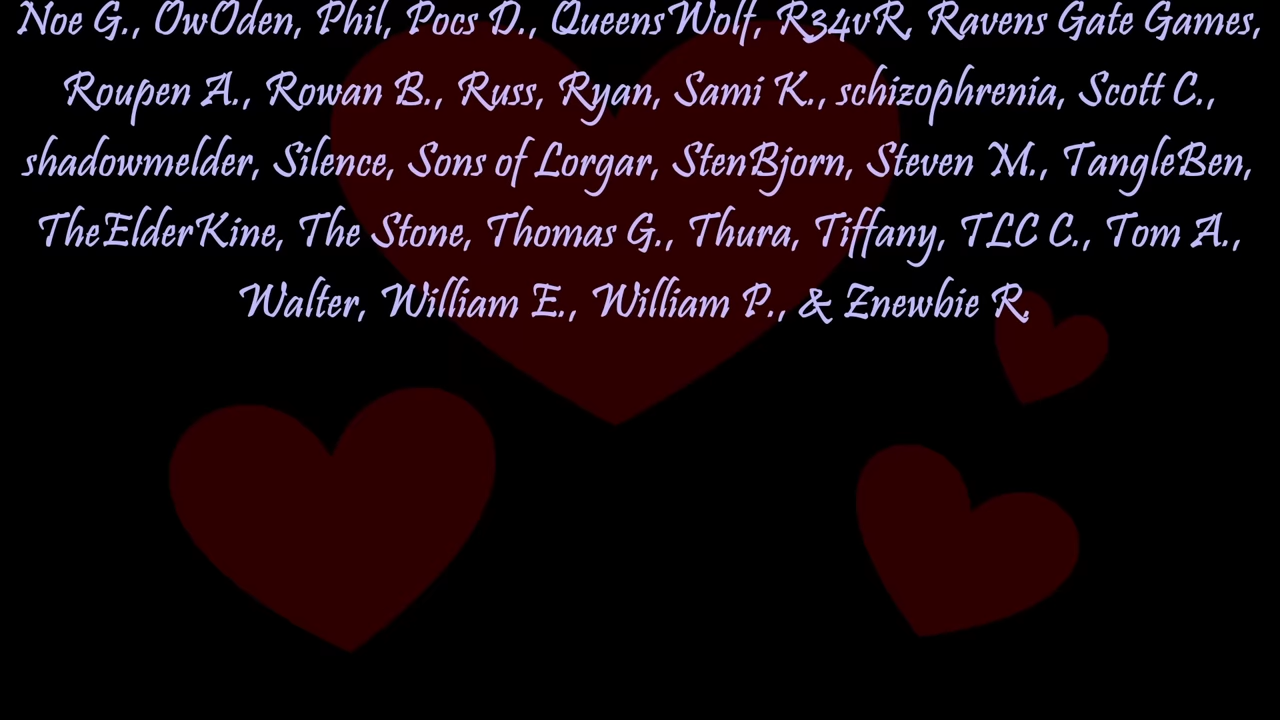 Noe G., OwOden, Phil, Pocs D., QueensWolf, R34vR, Ravens Gate Games,
Roupen A., Rowan B., Russ, Ryan, Sami K., schizophrenia, Scott C.,
shadowmelder, Silence, Sons of Lorgar, StenBjorn, Steven M., TangleBen,
TheElderKine, The Stone, Thomas G., Thura, Tiffany, TLC C., Tom A.,
Walter, William E., William P., & Znewbie R.